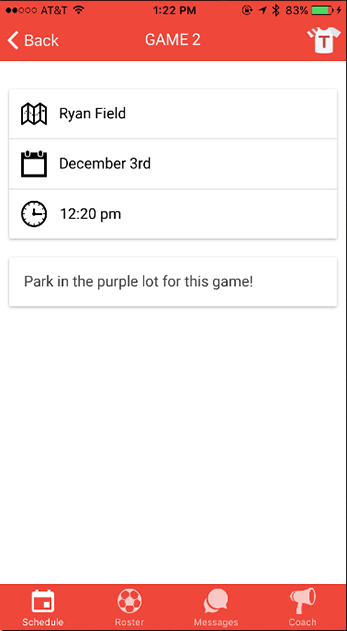 AT&T 1:22 PM 83%
Back GAME 2 T
Ryan Field
December 3rd
12:20 pm
Park in the purple lot for this game!
Schedule Roster Messages Coach